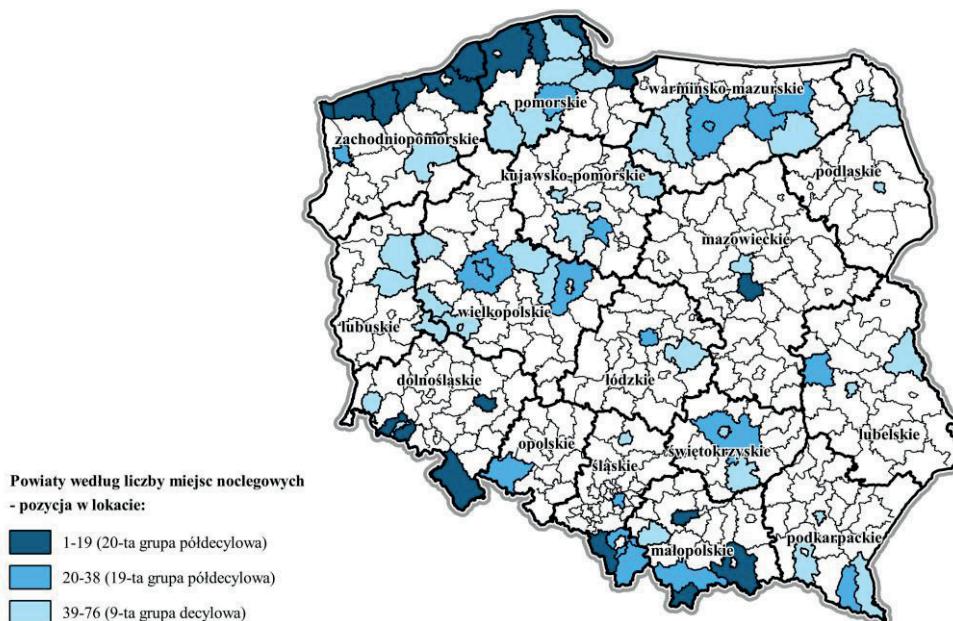 warmińsko-mazurskie
pomorskie
zachodniopomorskie
kujawsko-pomorskie
podlaskie
mazowieckie
wielkopolskie
lubuskie
łódzkie
dolnośląskie
lubelskie
opolskie
świętokrzyskie
śląskie
podkarpackie
małopolskie
Powiaty według liczby miejsc noclegowych
- pozycja w lokacie:
1-19 (20-ta grupa półdecylowa)
20-38 (19-ta grupa półdecylowa)
39-76 (9-ta grupa decylowa)